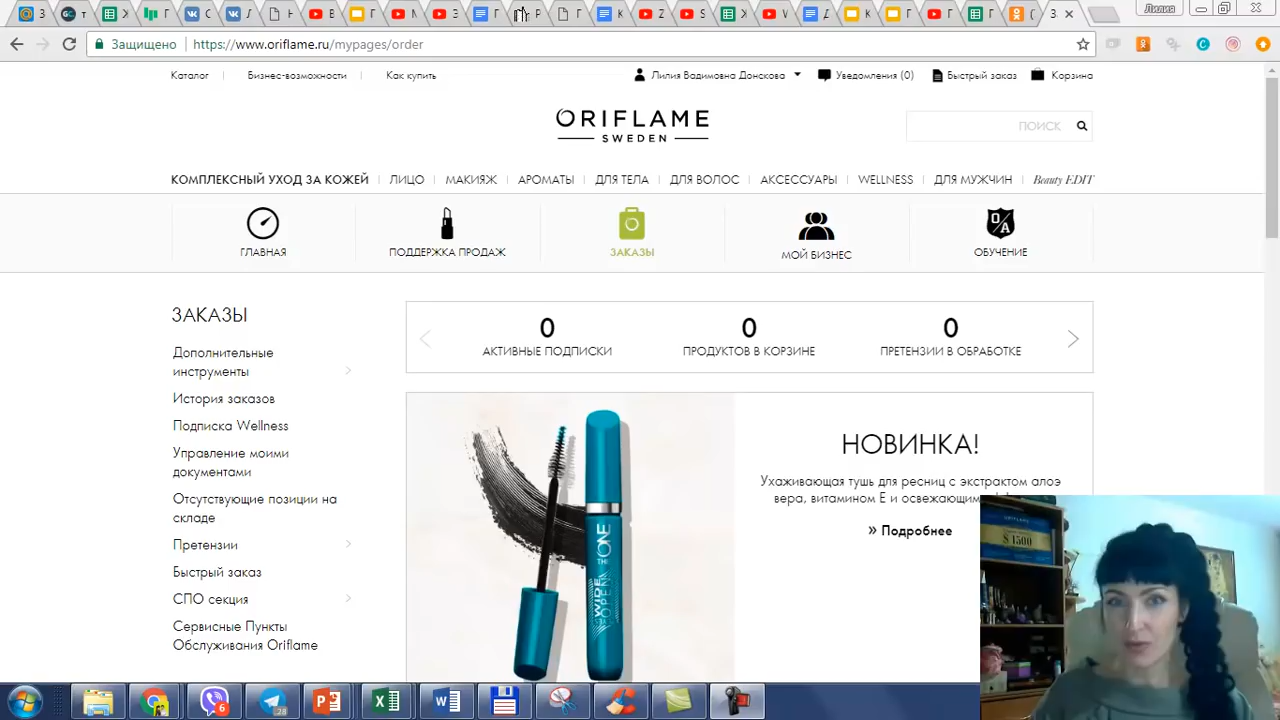 З
Т
Х
Г
С
Л
Н
В
Г
М
З
Г
Р
Г
К
Z
S
Х
W
Д
К
Г
Г
Г
(
З
Лилия
Защищено
https://www.oriflame.ru/mypages/order
Каталог
Бизнес-возможности
Как купить
Лилия Вадимовна Донскова
Уведомления (0)
Быстрый заказ
Корзина
ORIFLAME
SWEDEN
ПОИСК
КОМПЛЕКСНЫЙ УХОД ЗА КОЖЕЙ
ЛИЦО
МАКИЯЖ
АРОМАТЫ
ДЛЯ ТЕЛА
ДЛЯ ВОЛОС
АКСЕССУАРЫ
WELLNESS
ДЛЯ МУЖЧИН
Beauty EDIT
ГЛАВНАЯ
ПОДДЕРЖКА ПРОДАЖ
ЗАКАЗЫ
МОЙ БИЗНЕС
ОБУЧЕНИЕ
ЗАКАЗЫ
Дополнительные
инструменты
История заказов
Подписка Wellness
Управление моими
документами
Отсутствующие позиции на
складе
Претензии
Быстрый заказ
СПО секция
Сервисные Пункты
Обслуживания Oriflame
0
АКТИВНЫЕ ПОДПИСКИ
0
ПРОДУКТОВ В КОРЗИНЕ
0
ПРЕТЕНЗИИ В ОБРАБОТКЕ
НОВИНКА!
Ухаживающая тушь для ресниц с экстрактом алоэ
вера, витамином Е и освежающим
» Подробнее
THE ONE
WIDE OPEN
ORIFLAME
$ 1500